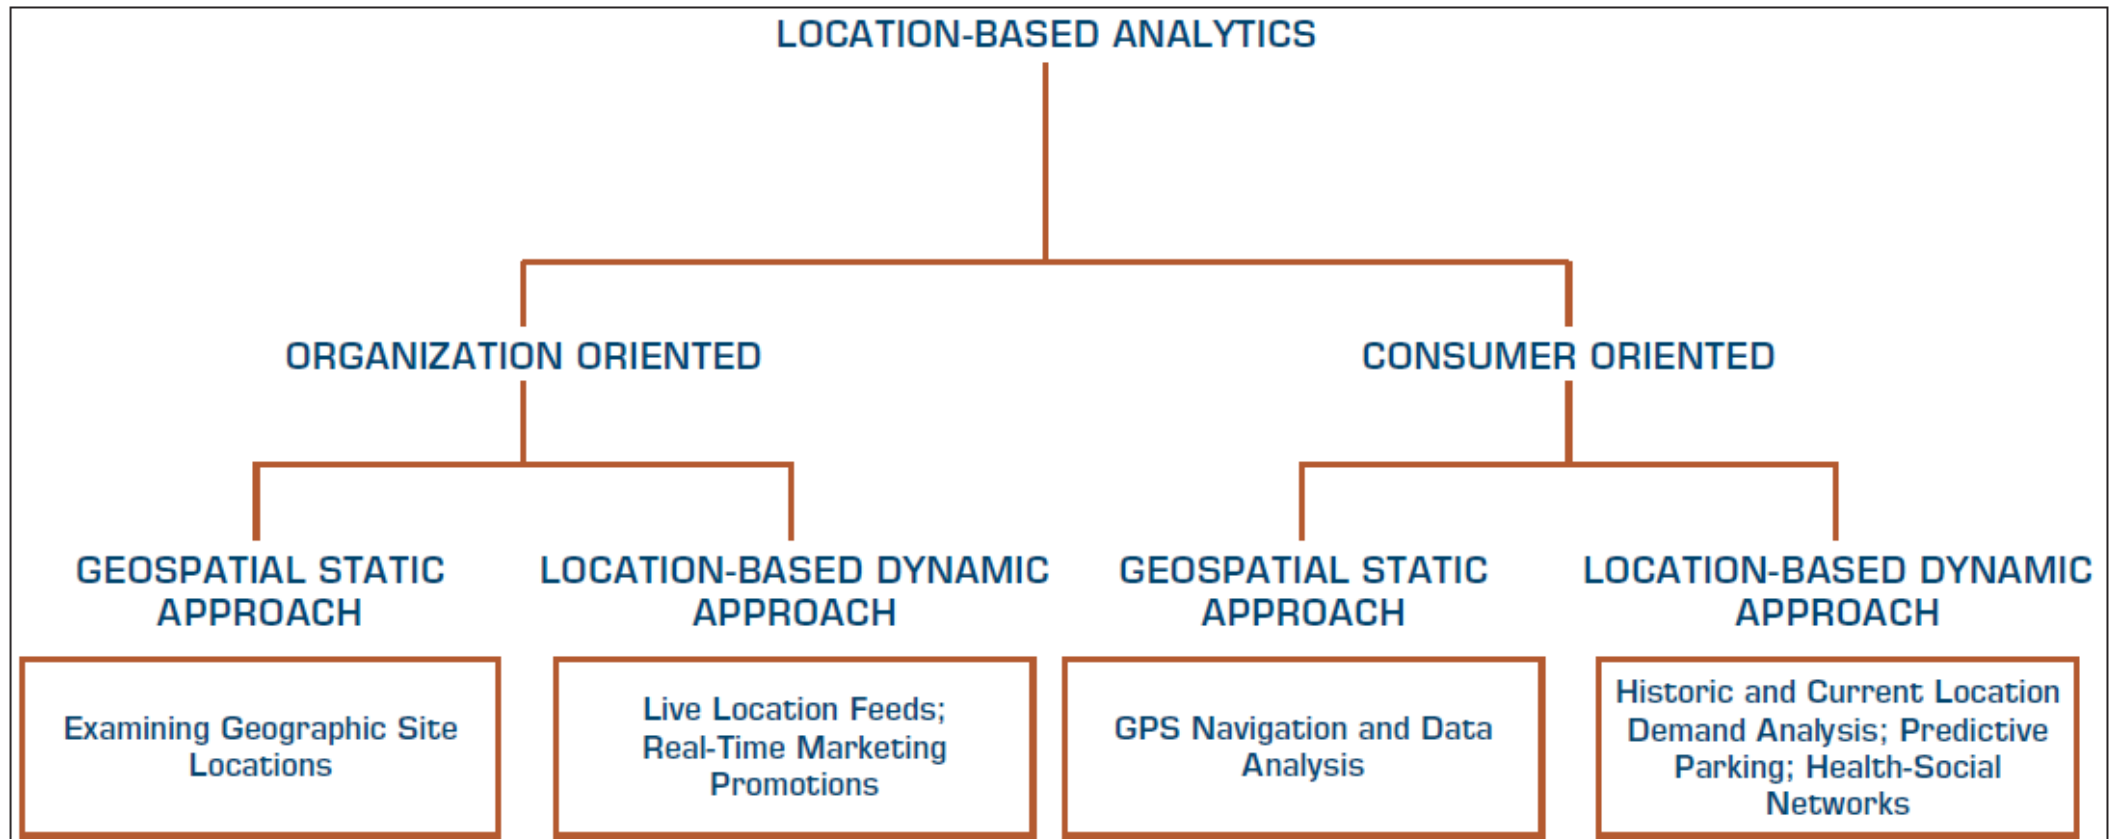 LOCATION-BASED ANALYTICS
ORGANIZATION ORIENTED
CONSUMER ORIENTED
GEOSPATIAL STATIC
APPROACH
LOCATION-BASED DYNAMIC
APPROACH
GEOSPATIAL STATIC
APPROACH
LOCATION-BASED DYNAMIC
APPROACH
Examining Geographic Site
Locations
Live Location Feeds;
Real-Time Marketing
Promotions
GPS Navigation and Data
Analysis
Historic and Current Location
Demand Analysis; Predictive
Parking; Health-Social
Networks